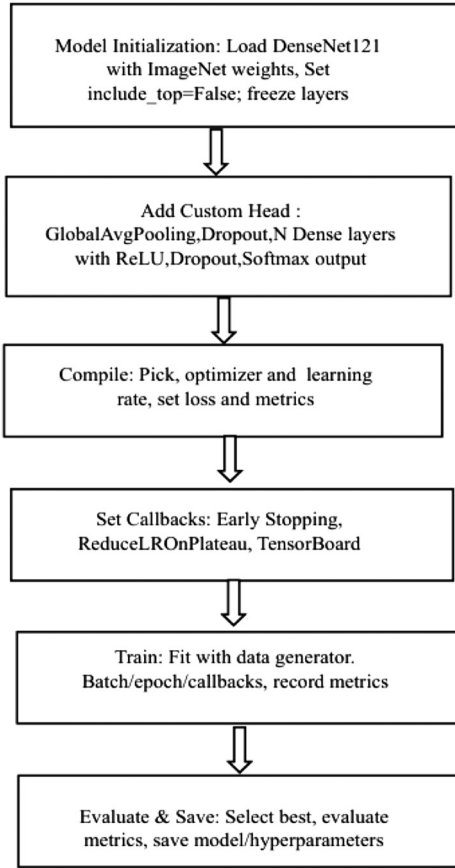 Model Initialization: Load DenseNet121
with ImageNet weights, Set
include_top=False; freeze layers
Add Custom Head :
GlobalAvgPooling,Dropout,N Dense layers
with ReLU,Dropout,Softmax output
Compile: Pick, optimizer and learning
rate, set loss and metrics
Set Callbacks: Early Stopping,
ReduceLROnPlateau, TensorBoard
Train: Fit with data generator.
Batch/epoch/callbacks, record metrics
Evaluate & Save: Select best, evaluate
metrics, save model/hyperparameters